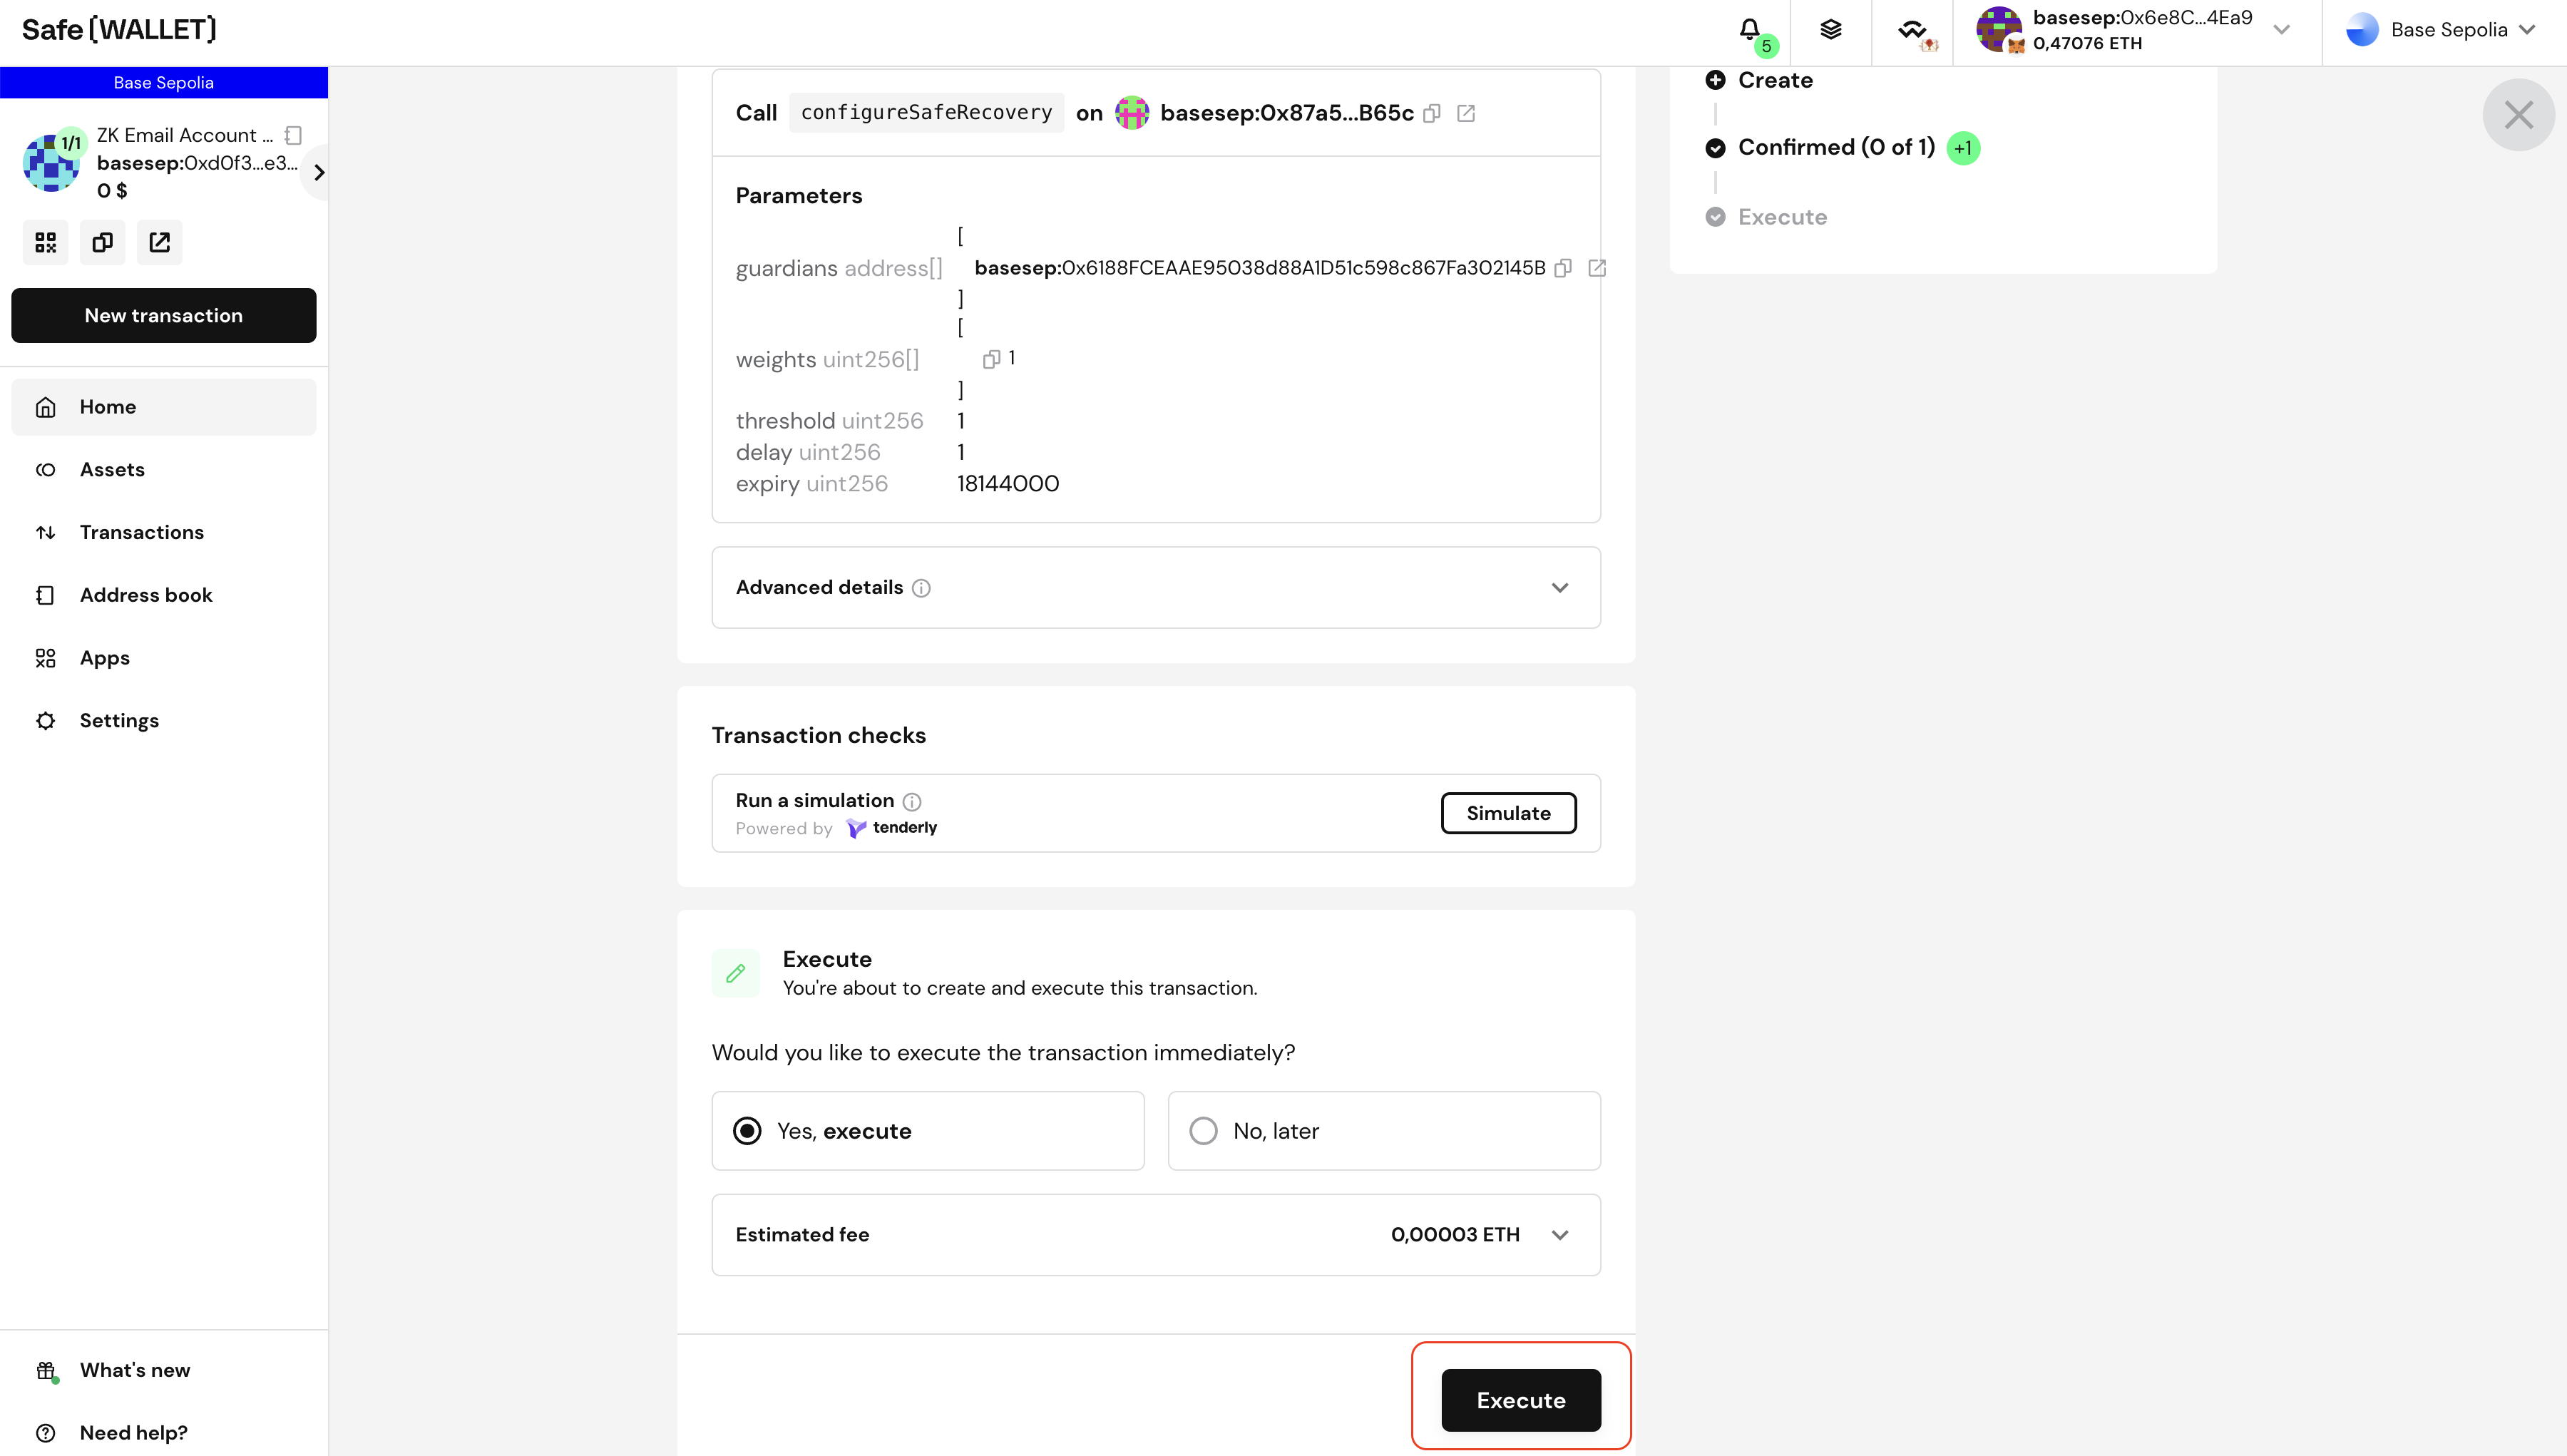 Safe{WALLET}
5
basesep:0x6e8C...4Ea9
0,47076 ETH
Base Sepolia
Base Sepolia
1/1
ZK Email Account ...
basesep:0xd0f3...e3...
0 $
New transaction
Home
Assets
Transactions
Address book
Apps
Settings
What's new
Need help?
Call configureSafeRecovery on basesep:0x87a5...B65c
Parameters
[
guardians address[] basesep:0x6188FCEAAE95038d88A1D51c598c867Fa302145B
]
[
weights uint256[] 1
]
threshold uint256 1
delay uint256 1
expiry uint256 18144000
Advanced details
Transaction checks
Run a simulation
Powered by tenderly
Simulate
Execute
You're about to create and execute this transaction.
Would you like to execute the transaction immediately?
Yes, execute
No, later
Estimated fee 0,00003 ETH
Execute
Create
Confirmed (0 of 1) +1
Execute